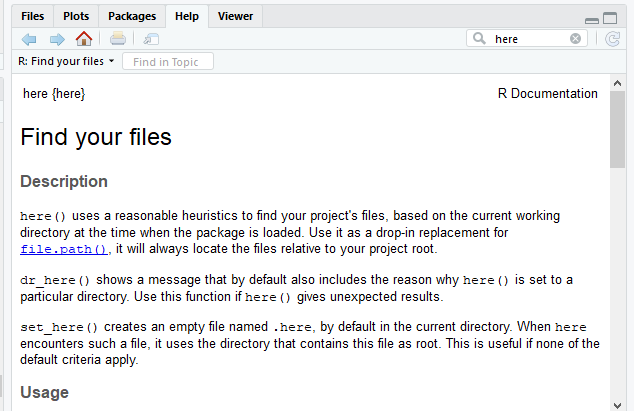 Files Plots Packages Help Viewer
here
R: Find your files Find in Topic
here {here} R Documentation
Find your files
Description
here() uses a reasonable heuristics to find your project's files, based on the current working
directory at the time when the package is loaded. Use it as a drop-in replacement for
file.path(), it will always locate the files relative to your project root.
dr_here() shows a message that by default also includes the reason why here() is set to a
particular directory. Use this function if here() gives unexpected results.
set_here() creates an empty file named .here, by default in the current directory. When here
encounters such a file, it uses the directory that contains this file as root. This is useful if none of the
default criteria apply.
Usage